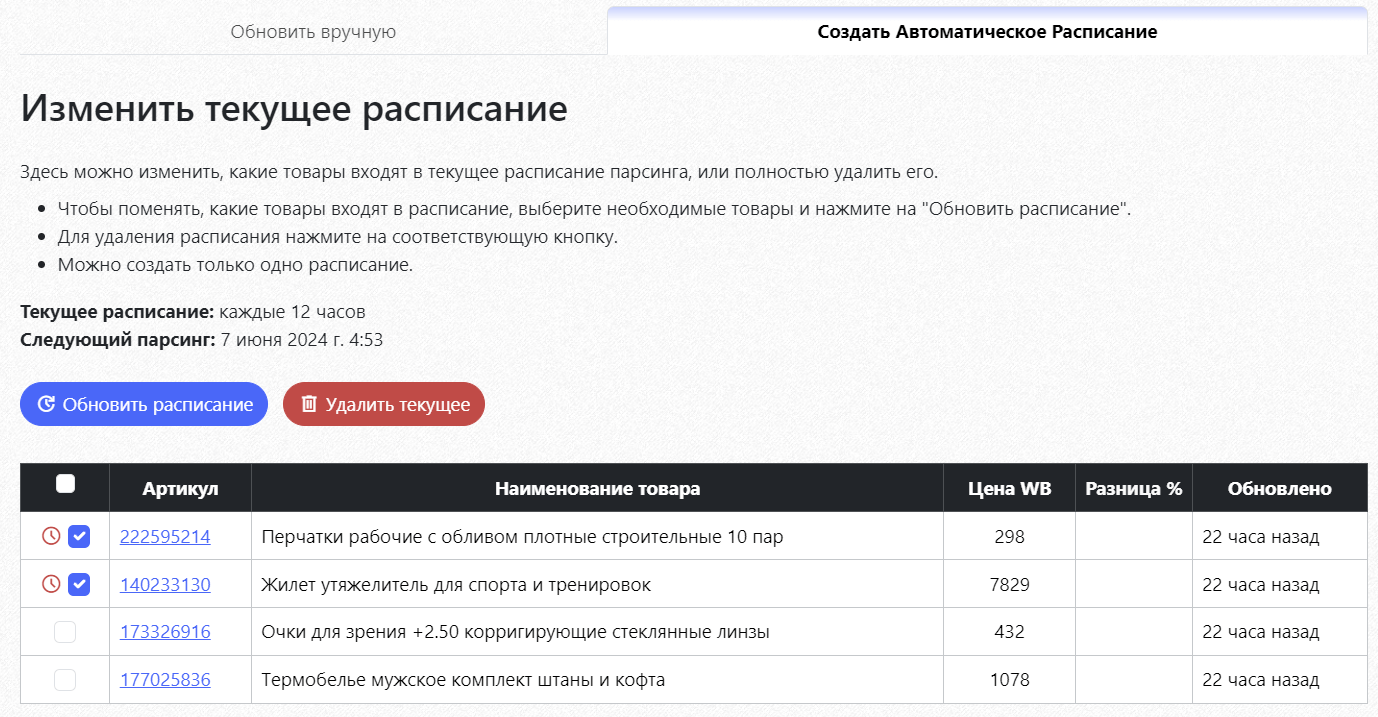 Обновить вручную
Создать Автоматическое Расписание
Изменить текущее расписание
Здесь можно изменить, какие товары входят в текущее расписание парсинга, или полностью удалить его.
Чтобы поменять, какие товары входят в расписание, выберите необходимые товары и нажмите на "Обновить расписание".
Для удаления расписания нажмите на соответствующую кнопку.
Можно создать только одно расписание.
Текущее расписание: каждые 12 часов
Следующий парсинг: 7 июня 2024 г. 4:53
Обновить расписание Удалить текущее
Артикул Наименование товара Цена WB Разница % Обновлено
222595214 Перчатки рабочие с обливом плотные строительные 10 пар 298 22 часа назад
140233130 Жилет утяжелитель для спорта и тренировок 7829 22 часа назад
173326916 Очки для зрения +2.50 корригирующие стеклянные линзы 432 22 часа назад
177025836 Термобелье мужское комплект штаны и кофта 1078 22 часа назад